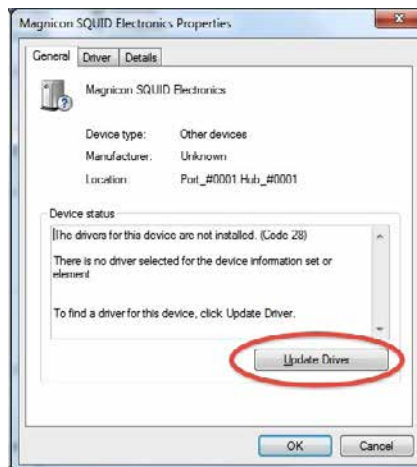 Magnicon SQUID Electronics Properties
General Driver Details
Magnicon SQUID Electronics
Device type: Other devices
Manufacturer: Unknown
Location: Port_#0001 Hub_#0001
Device status
The drivers for this device are not installed. (Code 28)
There is no driver selected for the device information set or
element
To find a driver for this device, click Update Driver.
Update Driver
OK Cancel